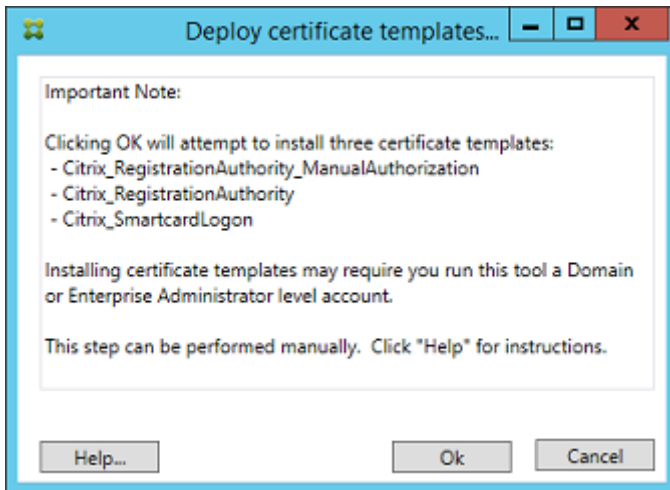 Deploy certificate templates...
Important Note:
Clicking OK will attempt to install three certificate templates:
- Citrix_RegistrationAuthority_ManualAuthorization
- Citrix_RegistrationAuthority
- Citrix_SmartcardLogon
Installing certificate templates may require you run this tool a Domain
or Enterprise Administrator level account.
This step can be performed manually.  Click "Help" for instructions.
Help...
Ok
Cancel